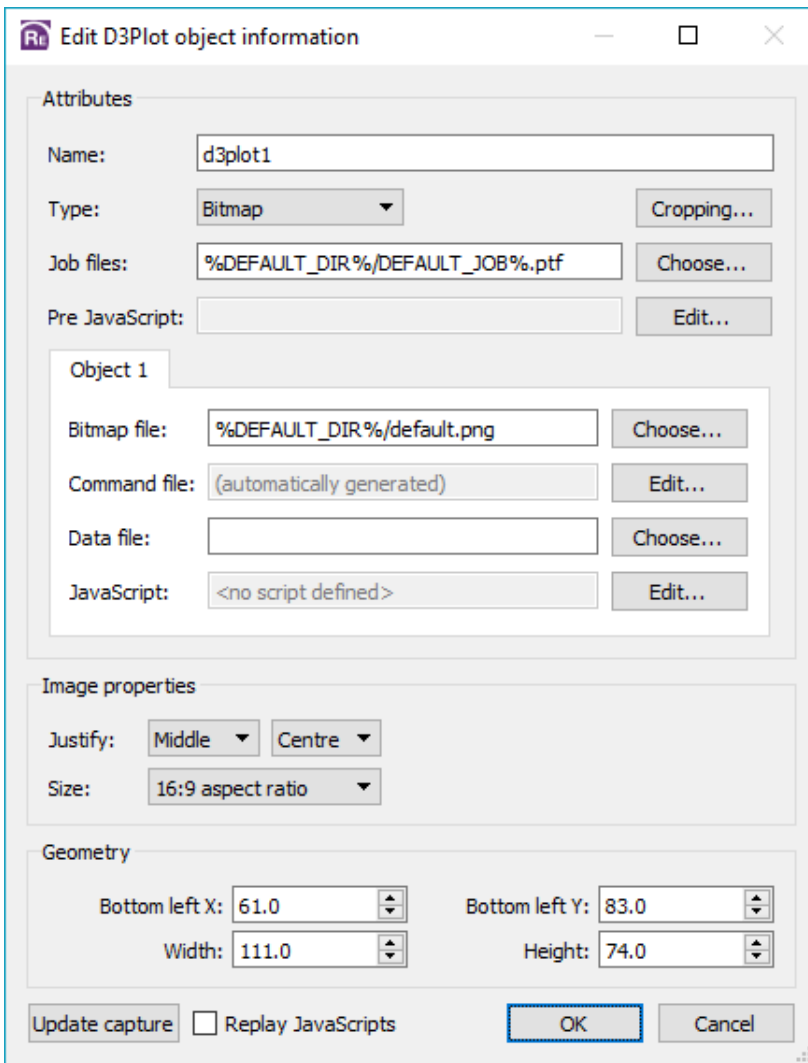 RE Edit D3Plot object information
Attributes
Name: d3plot1
Type: Bitmap Cropping...
Job files: %DEFAULT_DIR%/DEFAULT_JOB%.ptf Choose...
Pre JavaScript: Edit...
Object 1
Bitmap file: %DEFAULT_DIR%/default.png Choose...
Command file: (automatically generated) Edit...
Data file: Choose...
JavaScript: <no script defined> Edit...
Image properties
Justify: Middle Centre
Size: 16:9 aspect ratio
Geometry
Bottom left X: 61.0 Bottom left Y: 83.0
Width: 111.0 Height: 74.0
Update capture Replay JavaScripts OK Cancel